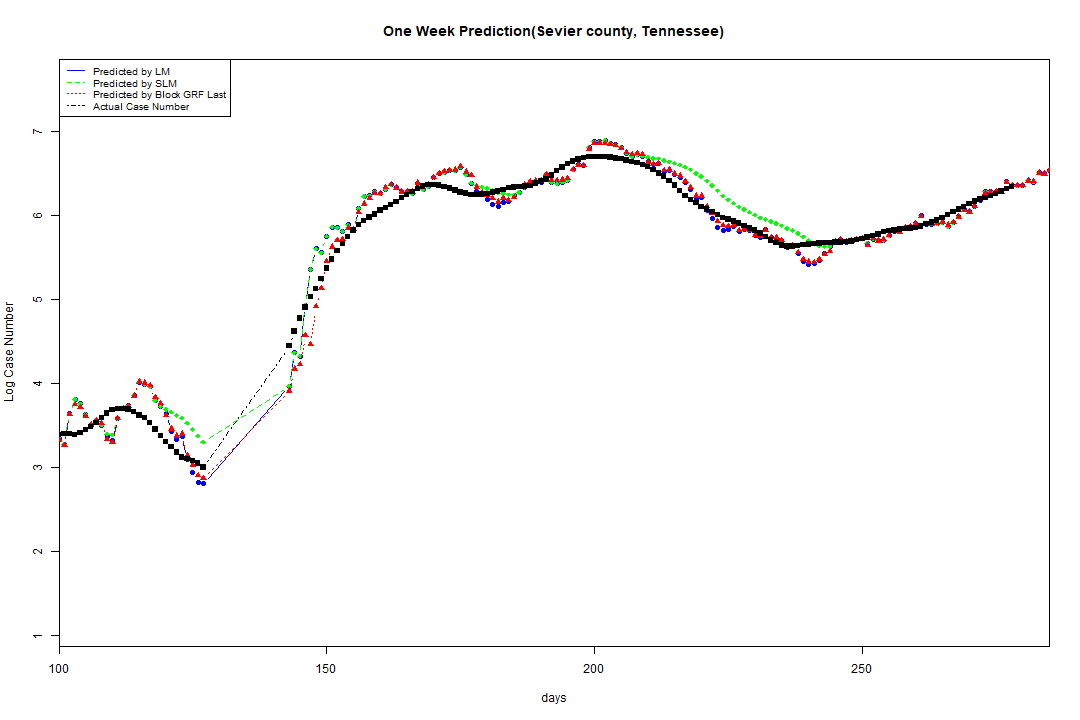 One Week Prediction(Sevier county, Tennessee)
Predicted by LM
Predicted by SLM
Predicted by Block GRF Last
Actual Case Number
Log Case Number
7
6
5
4
3
2
1
100 150 200 250
days